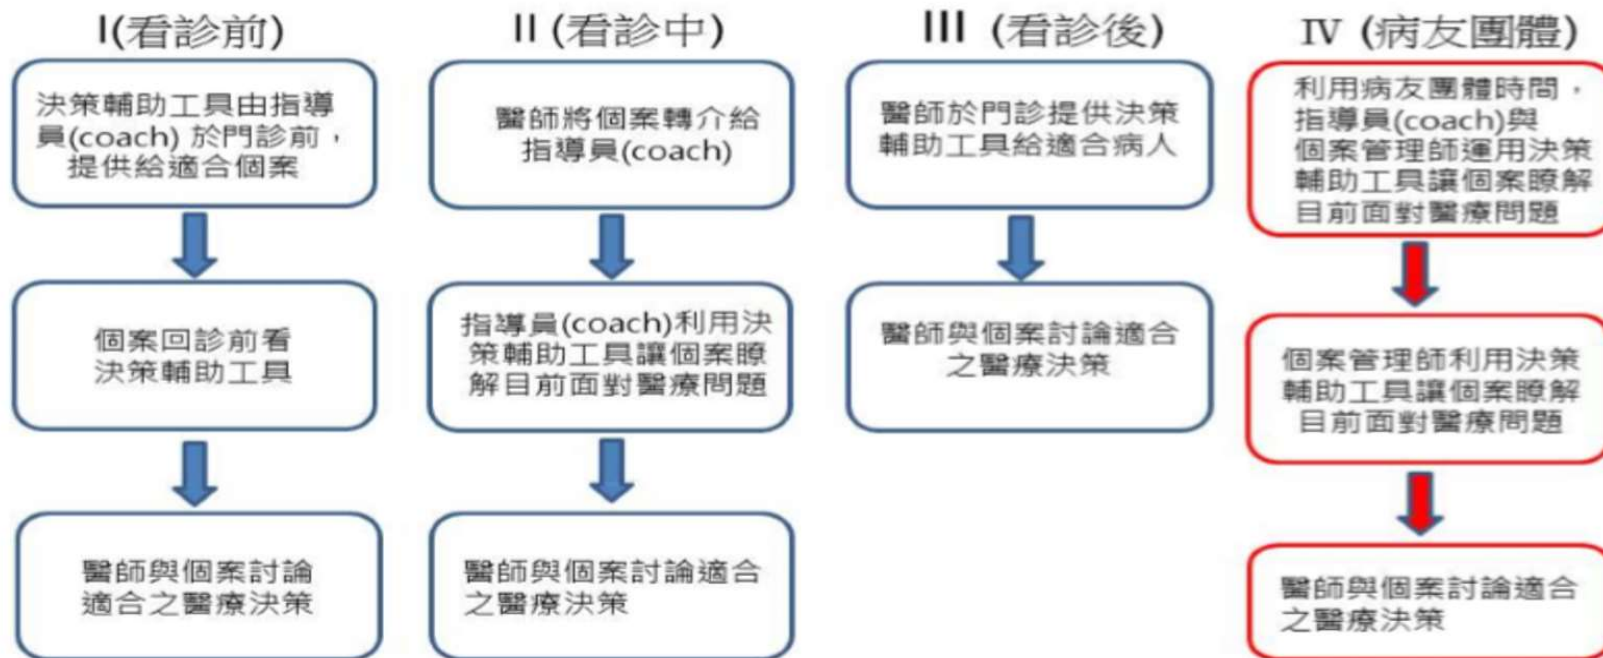 I(看診前)
決策輔助工具由指導
員(coach) 於門診前，
提供給適合個案
個案回診前看
決策輔助工具
醫師與個案討論
適合之醫療決策
II (看診中)
醫師將個案轉介給
指導員(coach)
指導員(coach)利用決
策輔助工具讓個案瞭
解目前面對醫療問題
醫師與個案討論適合
之醫療決策
III (看診後)
醫師於門診提供決策
輔助工具給適合病人
醫師與個案討論適合
之醫療決策
IV (病友團體)
利用病友團體時間，
指導員(coach)與
個案管理師運用決策
輔助工具讓個案瞭解
目前面對醫療問題
個案管理師利用決策
輔助工具讓個案瞭解
目前面對醫療問題
醫師與個案討論適合
之醫療決策